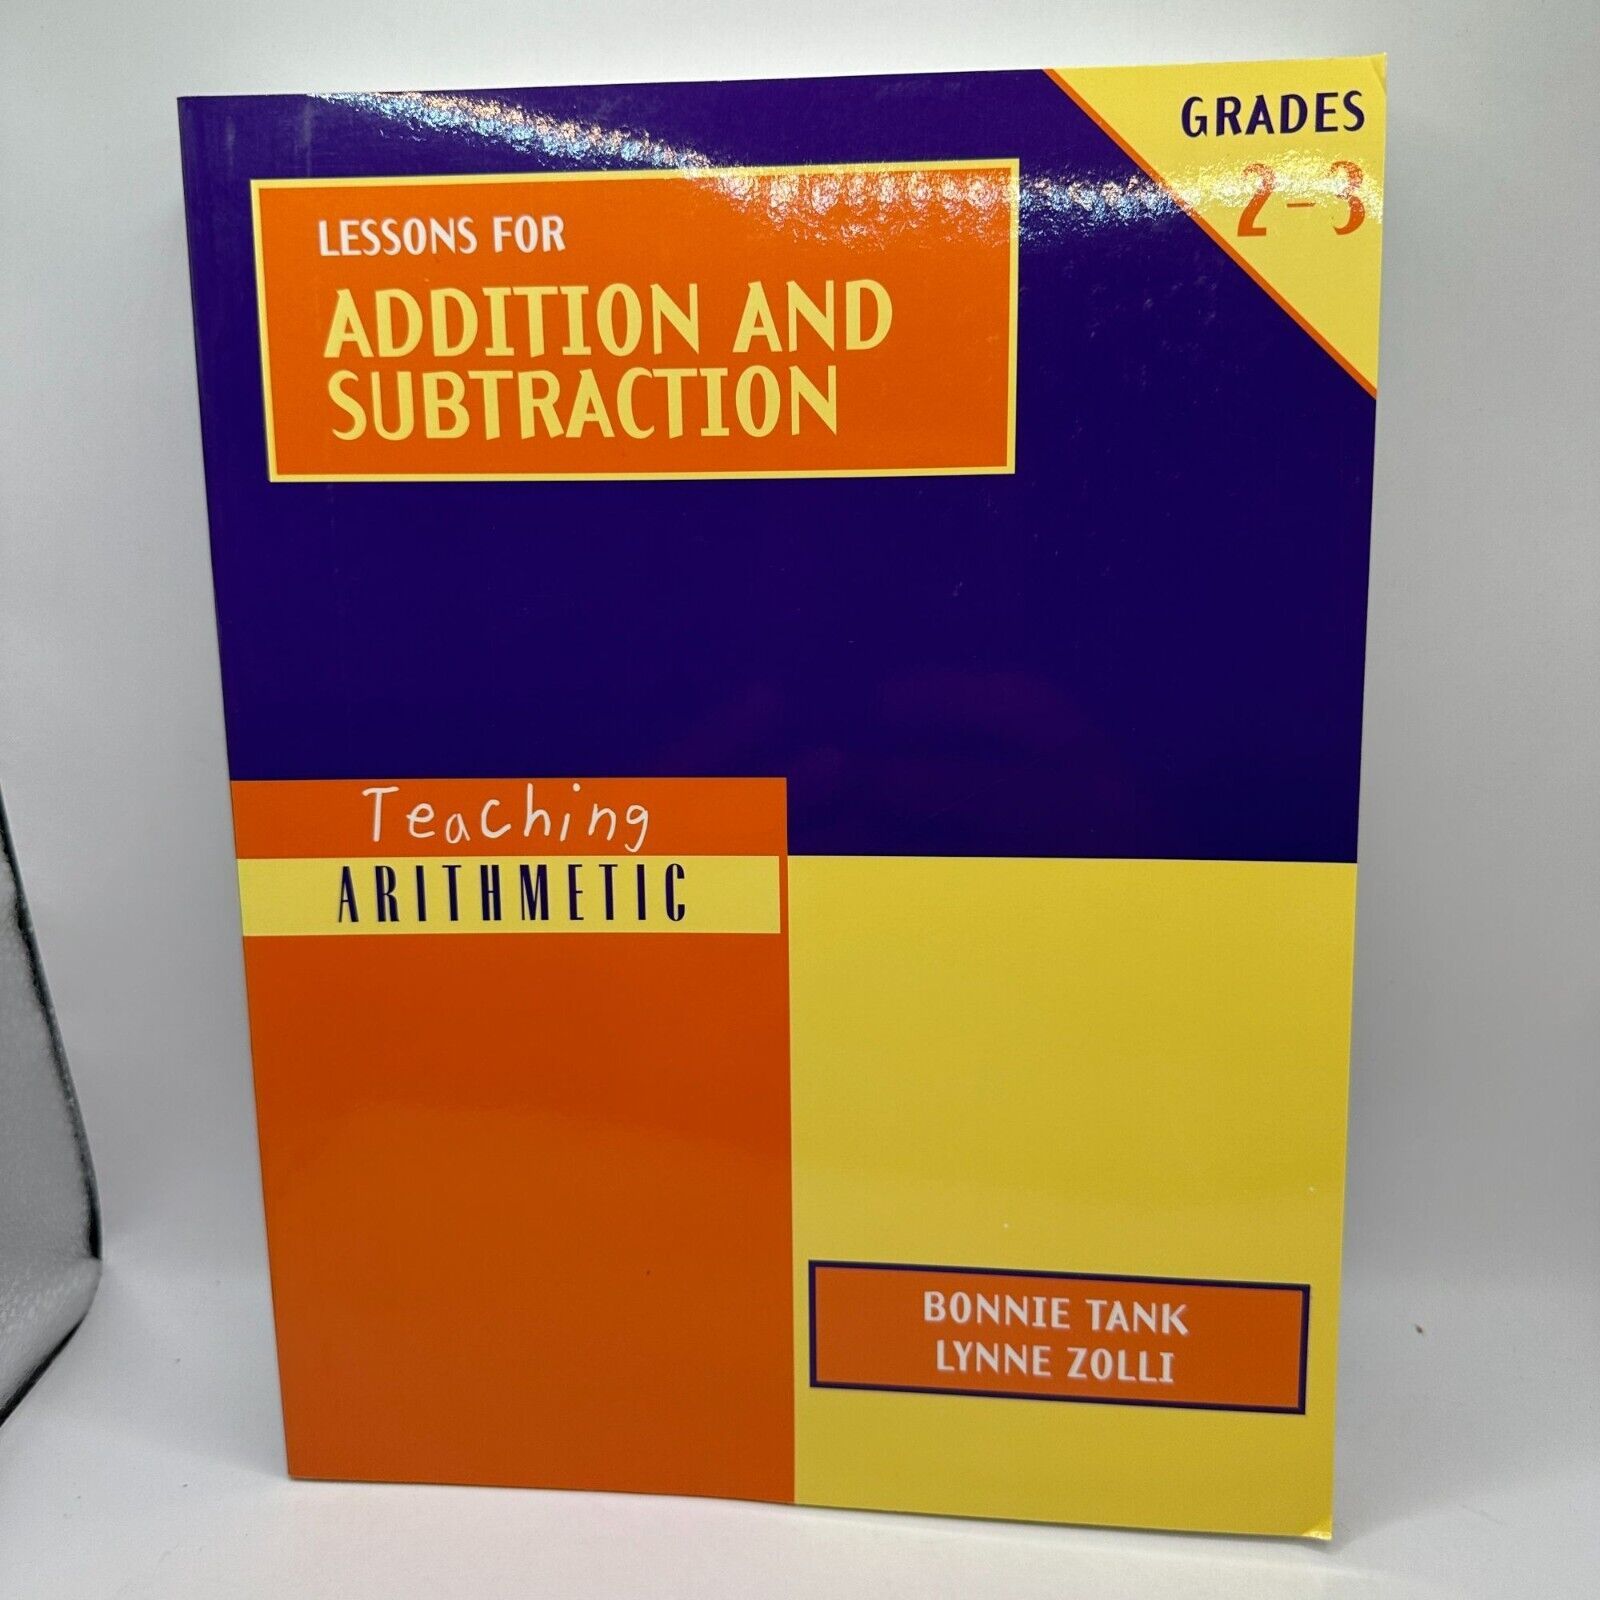 GRADES
2-3
LESSONS FOR
ADDITION AND
SUBTRACTION
Teaching
ARITHMETIC
BONNIE TANK
LYNNE ZOLLI